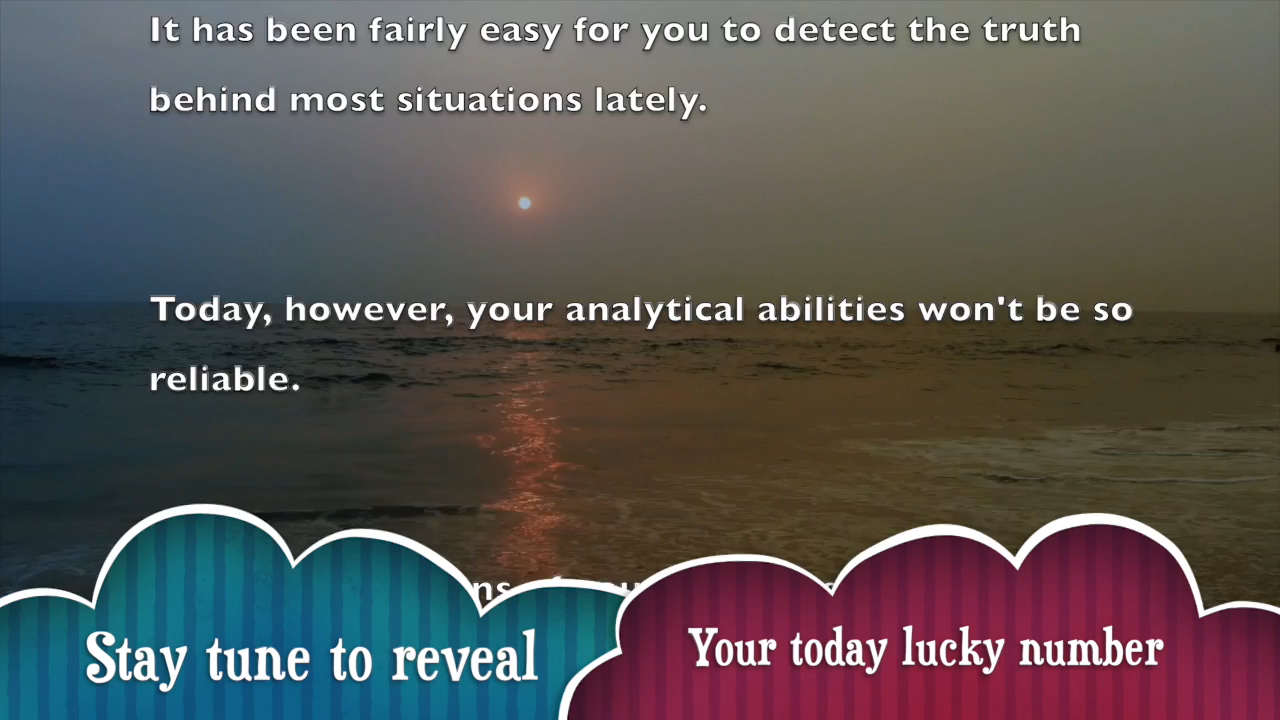 It has been fairly easy for you to detect the truth
behind most situations lately.
Today, however, your analytical abilities won't be so
reliable.
Stay tune to reveal
Your today lucky number